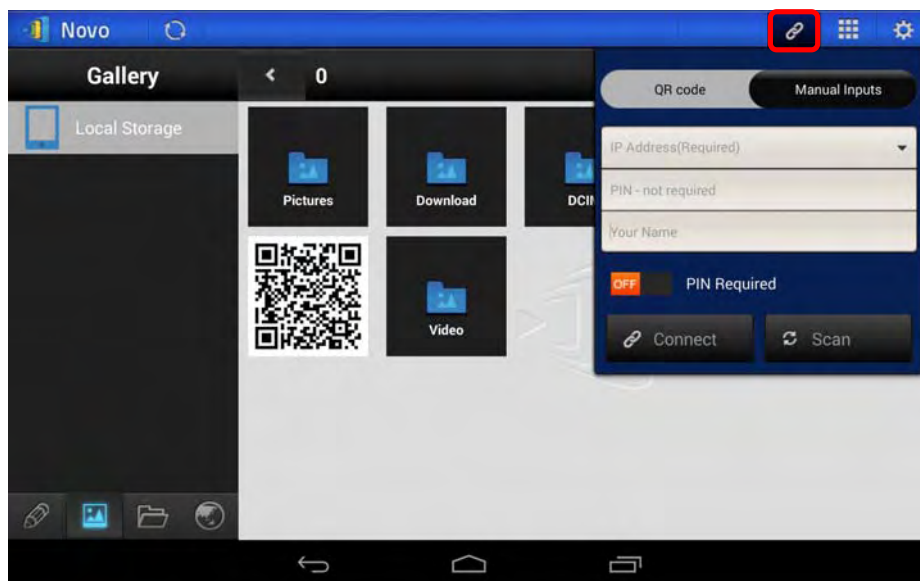 Novo
Gallery
0
QR code
Manual Inputs
Local Storage
IP Address(Required)
PIN - not required
Your Name
Pictures
Download
DCIM
OFF
PIN Required
Video
Connect
Scan